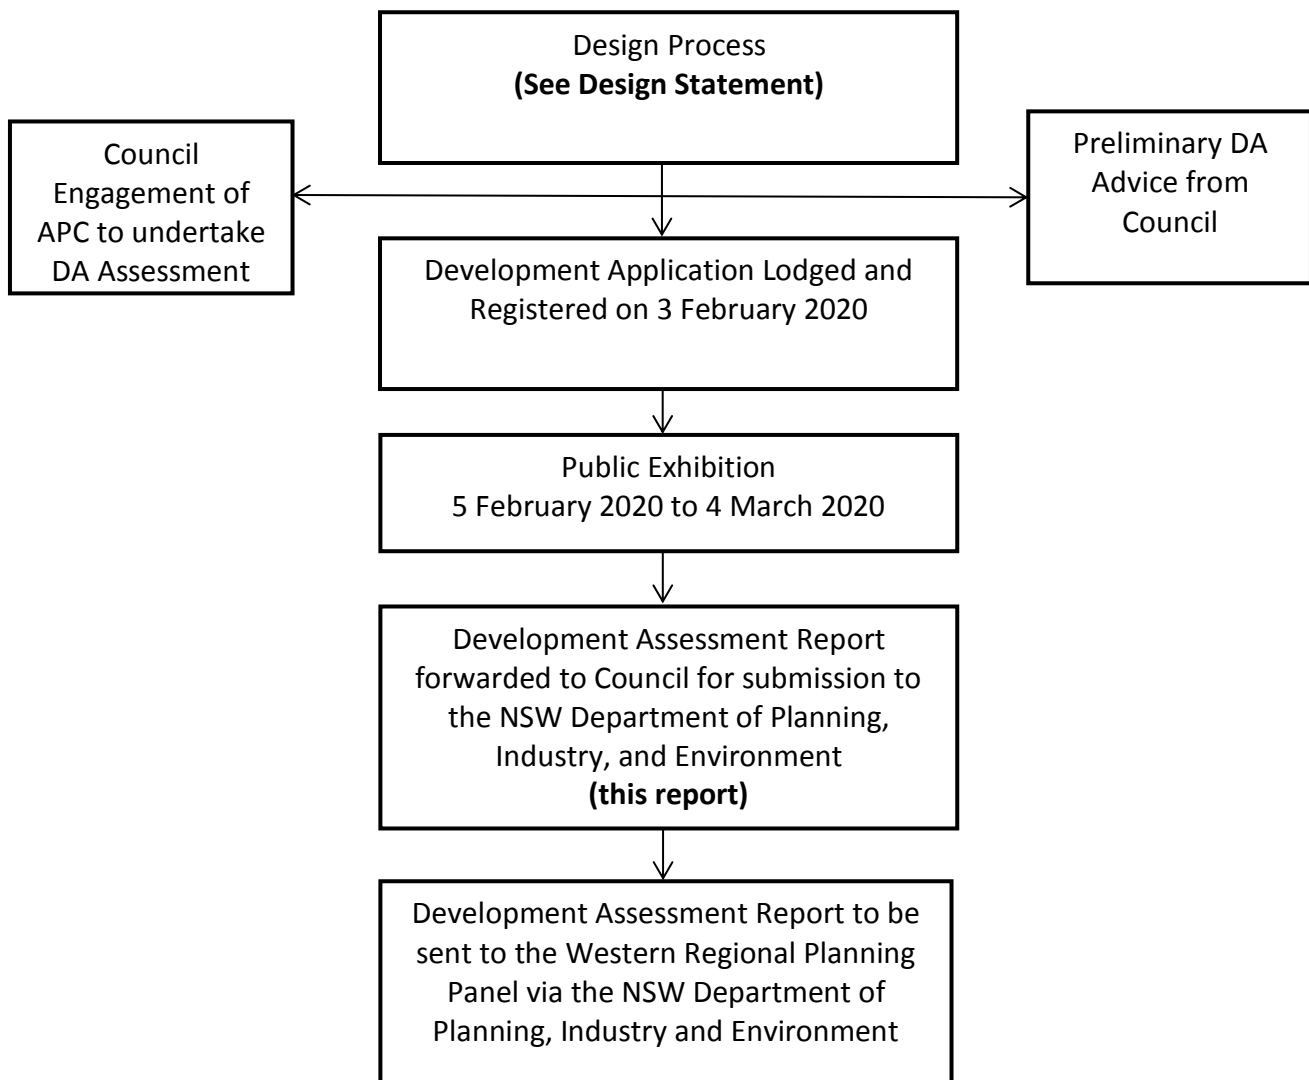 Design Process
(See Design Statement)
Council
Engagement of
APC to undertake
DA Assessment
Preliminary DA
Advice from
Council
Development Application Lodged and
Registered on 3 February 2020
Public Exhibition
5 February 2020 to 4 March 2020
Development Assessment Report
forwarded to Council for submission to
the NSW Department of Planning,
Industry, and Environment
(this report)
Development Assessment Report to be
sent to the Western Regional Planning
Panel via the NSW Department of
Planning, Industry and Environment